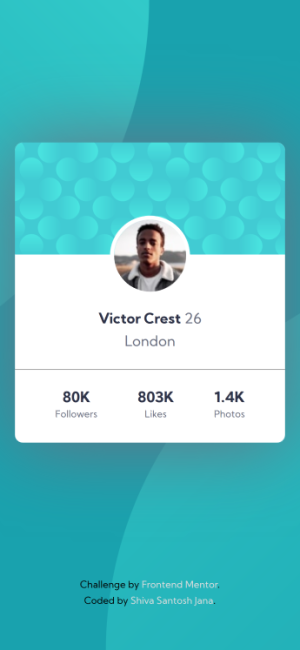 Victor Crest 26
London
80K 803K 1.4K
Followers Likes Photos
Challenge by Frontend Mentor.
Coded by Shiva Santosh Jana.